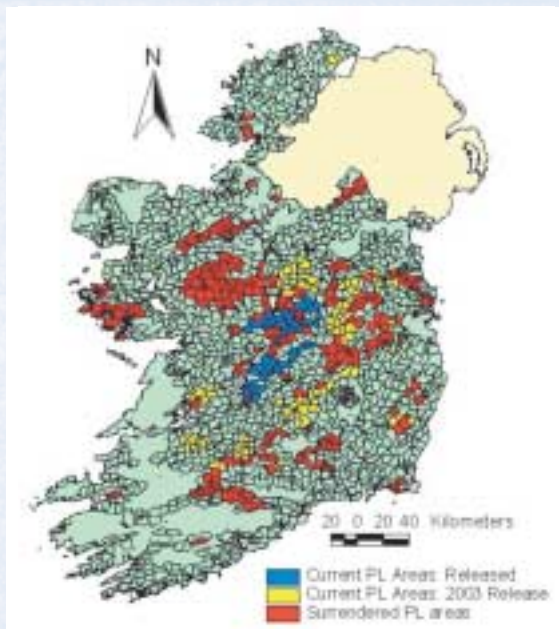 N
20 0 20 40 Kilometers
Current PL Areas: Released
Current PL Areas: 2003 Release
Surrendered PL areas